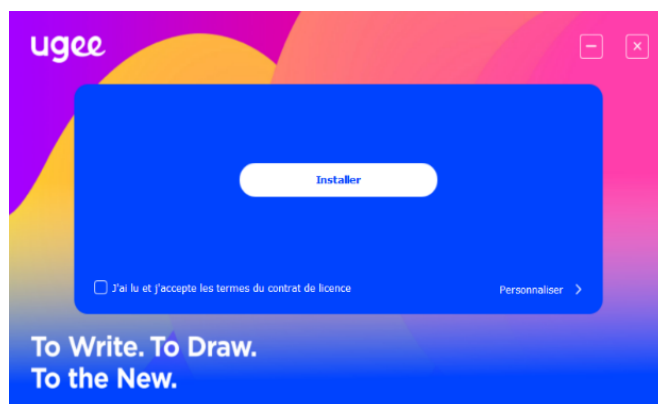 ugee
Installer
J'ai lu et j'accepte les termes du contrat de licence
Personnaliser
To Write. To Draw.
To the New.